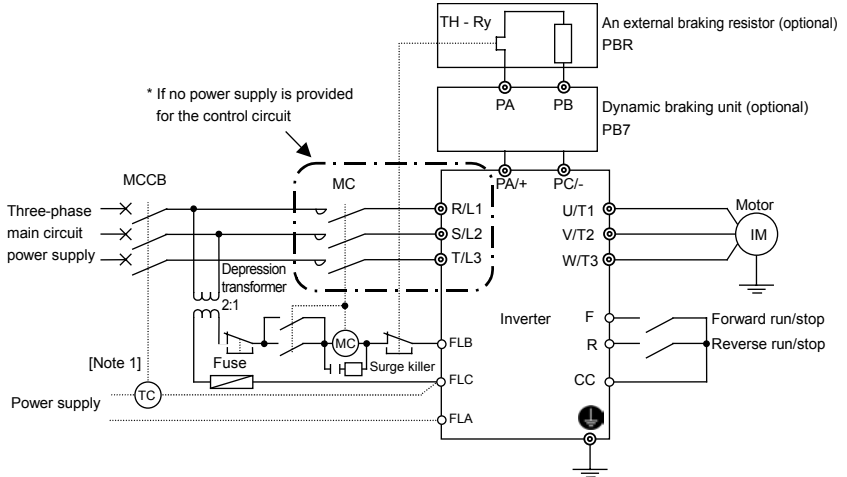 TH - Ry
An external braking resistor (optional)
PBR
PA
PB
Dynamic braking unit (optional)
PB7
* If no power supply is provided
for the control circuit
MCCB
MC
PA/+
PC/-
Three-phase
main circuit
power supply
R/L1
S/L2
T/L3
U/T1
V/T2
W/T3
Motor
IM
Depression
transformer
2:1
Inverter
F
Forward run/stop
R
Reverse run/stop
CC
MC
FLB
Surge killer
[Note 1]
Fuse
FLC
TC
Power supply
FLA